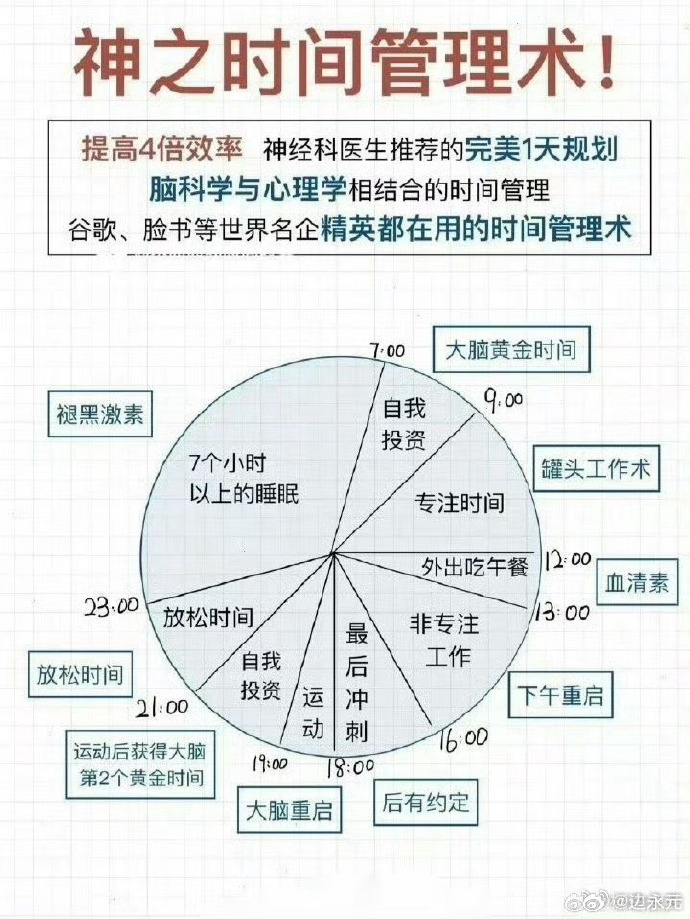 神之时间管理术！
提高4倍效率 神经科医生推荐的完美1天规划
脑科学与心理学相结合的时间管理
谷歌、脸书等世界名企精英都在用的时间管理术
7:00
大脑黄金时间
9:00
褪黑激素
自我
投资
7个小时
以上的睡眠
专注时间
罐头工作术
外出吃午餐
12:00
血清素
23:00
放松时间
13:00
非专注
工作
最后冲刺
自我
投资
运动
放松时间
21:00
下午重启
16:00
运动后获得大脑
第2个黄金时间
19:00
18:00
大脑重启
后有约定
@边永元